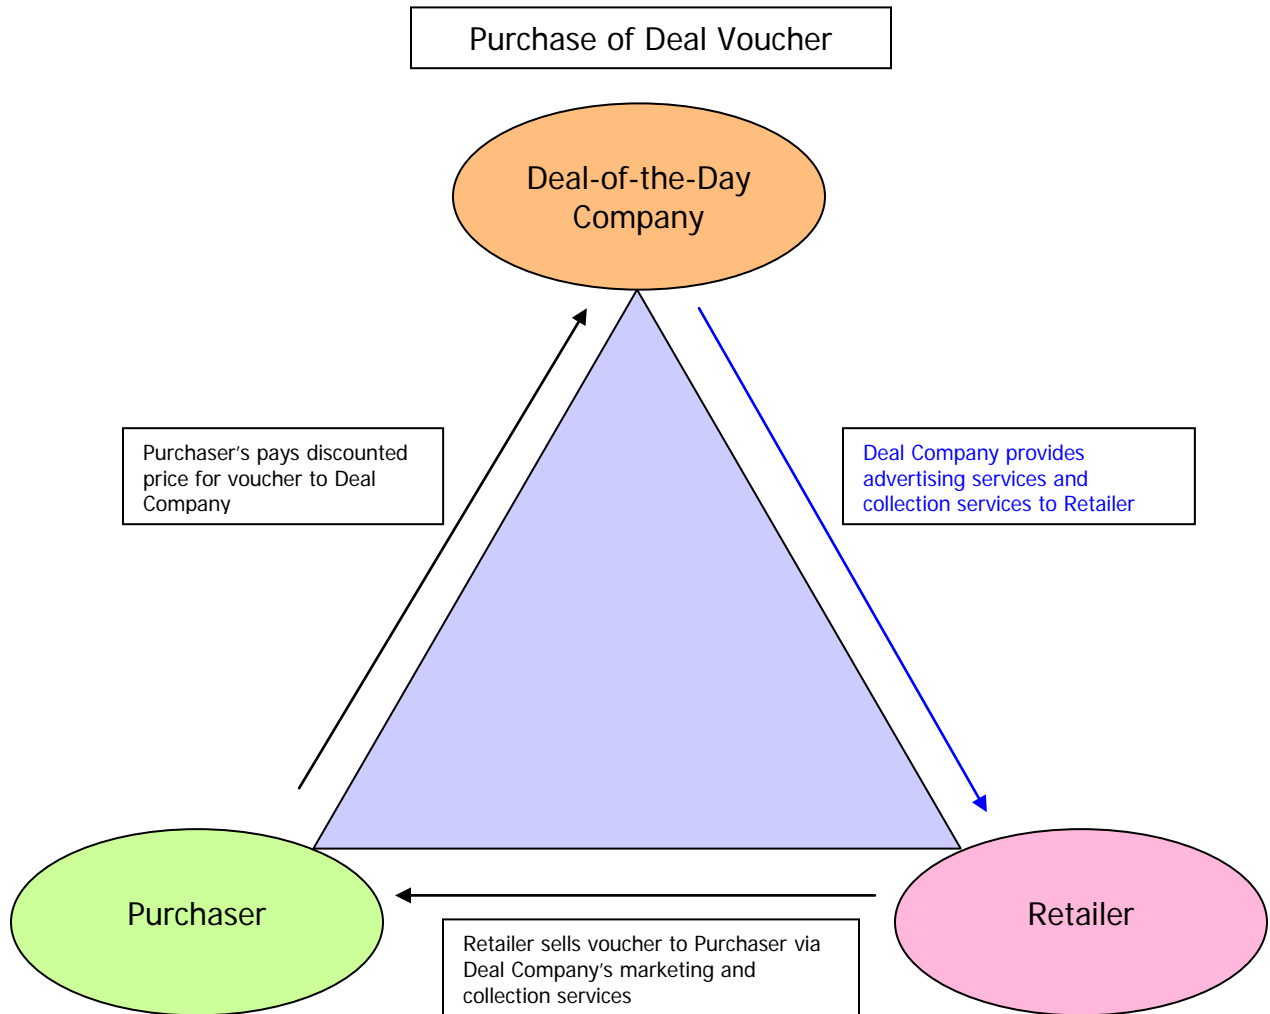 Purchase of Deal Voucher
Deal-of-the-Day
Company
Purchaser's pays discounted
price for voucher to Deal
Company
Deal Company provides
advertising services and
collection services to Retailer
Purchaser
Retailer
Retailer sells voucher to Purchaser via
Deal Company's marketing and
collection services